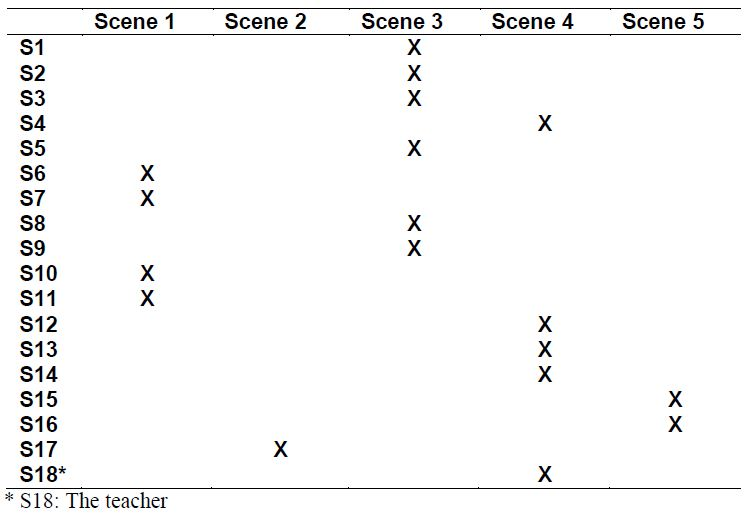 Scene 1 Scene 2 Scene 3 Scene 4 Scene 5
S1 X
S2 X
S3 X
S4 X
S5 X
S6 X
S7 X
S8 X
S9 X
S10 X
S11 X
S12 X
S13 X
S14 X
S15 X
S16 X
S17 X
S18* X
* S18: The teacher